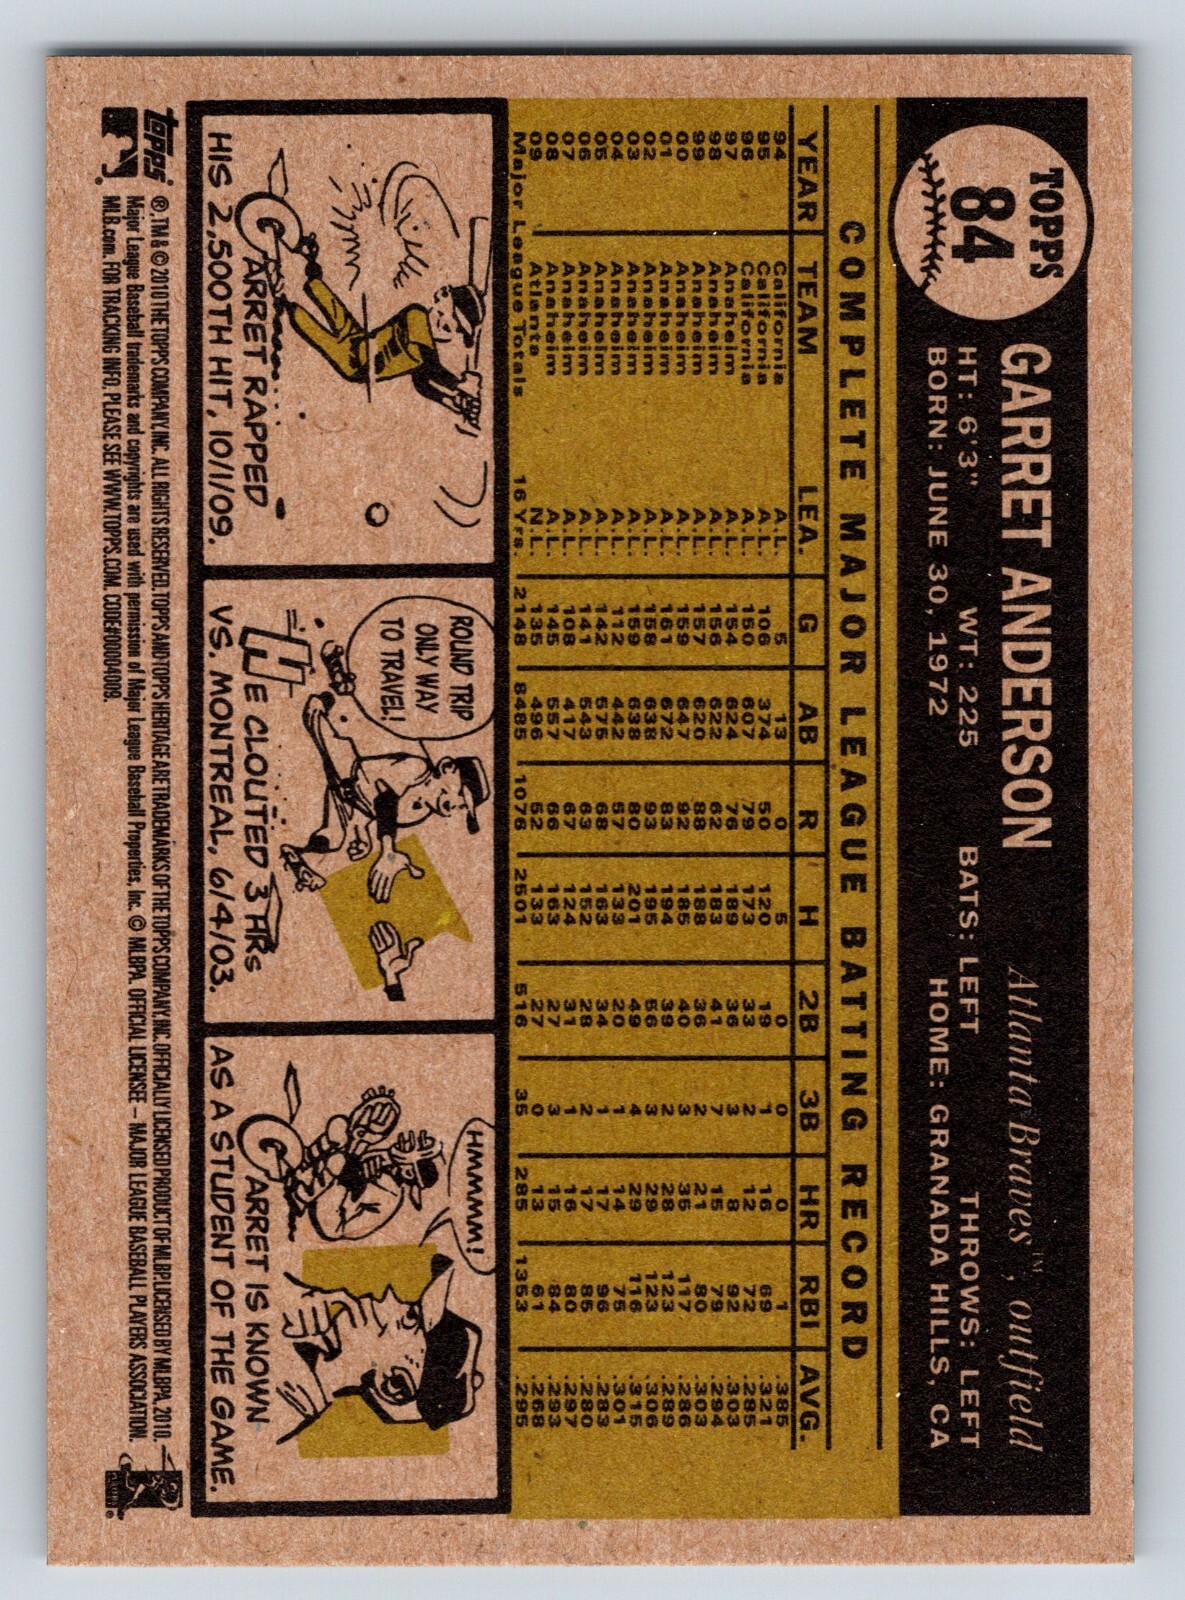 TOPPS
84
GARRET ANDERSON Atlanta Braves™, outfield
HT: 6'3" WT: 225 BATS: LEFT THROWS: LEFT
BORN: JUNE 30, 1972 HOME: GRANADA HILLS, CA
COMPLETE MAJOR LEAGUE BATTING RECORD
YEAR TEAM LEA. G AB R H 2B 3B HR RBI AVG.
94 California A.L. 5 13 0 5 0 0 0 1 .385
95 California A.L. 106 374 50 120 19 1 16 69 .321
96 California A.L. 150 607 79 173 33 2 12 72 .285
97 Anaheim A.L. 154 624 76 189 36 3 8 92 .303
98 Anaheim A.L. 156 622 62 183 41 7 15 79 .294
99 Anaheim A.L. 157 620 88 188 36 2 21 80 .303
00 Anaheim A.L. 159 647 92 185 40 3 35 117 .286
01 Anaheim A.L. 161 672 83 194 39 2 28 123 .289
02 Anaheim A.L. 158 638 93 195 56 3 29 123 .306
03 Anaheim A.L. 159 638 80 201 49 4 29 116 .315
04 Anaheim A.L. 112 442 57 133 20 1 14 75 .301
05 Anaheim A.L. 142 575 68 163 34 1 17 96 .283
06 Anaheim A.L. 141 543 63 152 28 2 17 85 .280
07 Anaheim A.L. 108 417 67 124 31 1 16 80 .297
08 Anaheim A.L. 145 557 66 163 27 3 15 84 .293
09 Atlanta N.L. 135 496 52 133 27 0 13 61 .268
Major League Totals 16 Yrs. 2148 8485 1076 2501 516 35 285 1353 .295
GARRET RAPPED
HIS 2,500TH HIT, 10/1/09.
ROUND TRIP
ONLY WAY
TO TRAVEL!
HE CLOUTED 3 HRs
VS. MONTREAL, 6/4/03.
HMMMM!
GARRET IS KNOWN
AS A STUDENT OF THE GAME.
topps
®, TM & © 2010 THE TOPPS COMPANY, INC. ALL RIGHTS RESERVED. TOPPS AND TOPPS HERITAGE ARE TRADEMARKS OF THE TOPPS COMPANY, INC. OFFICIALLY LICENSED PRODUCT OF MLBP. LICENSED BY MLBPA. 2010
Major League Baseball trademarks and copyrights are used with permission of Major League Baseball Properties, Inc. © MLBPA. OFFICIAL LICENSEE – MAJOR LEAGUE BASEBALL PLAYERS ASSOCIATION.
MLB.com. FOR TRACKING INFO, PLEASE SEE WWW.TOPPS.COM. CODE#0004009.